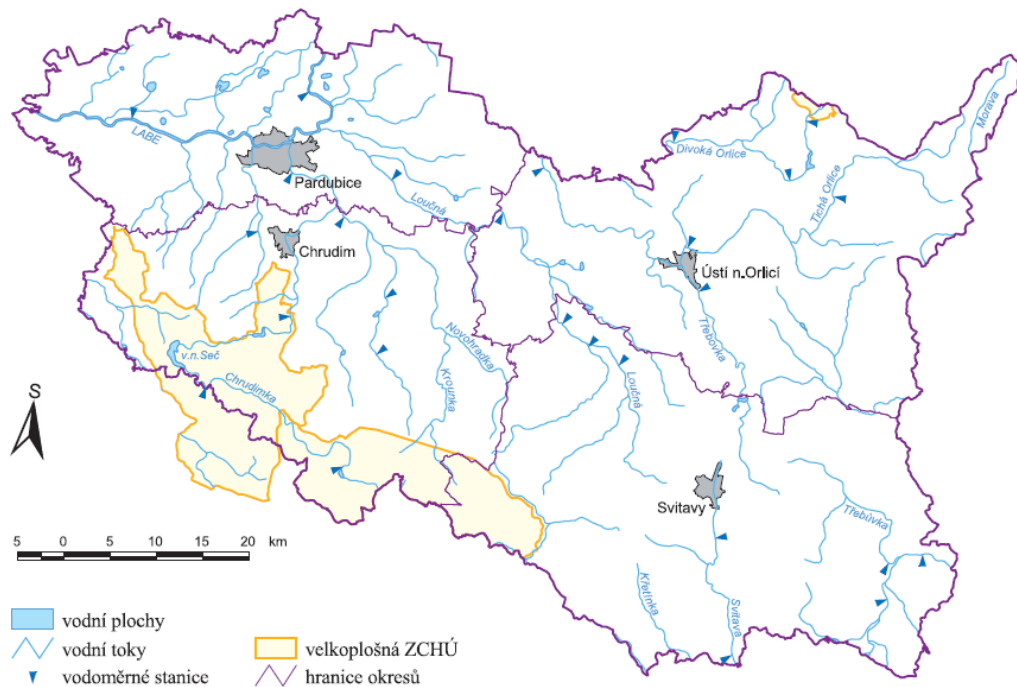 Morava
LABE
Divoká Orlice
Pardubice
Tichá Orlice
Loučná
Chrudim
Ústí n.Orlicí
Třebovka
Novohradka
v.n.Seč
Krounka
Loučná
Chrudimka
S
Svitavy
Třebůvka
5 0 5 10 15 20 km
Křetínka
Svitava
vodní plochy
vodní toky
velkoplošná ZCHÚ
vodoměrné stanice
hranice okresů